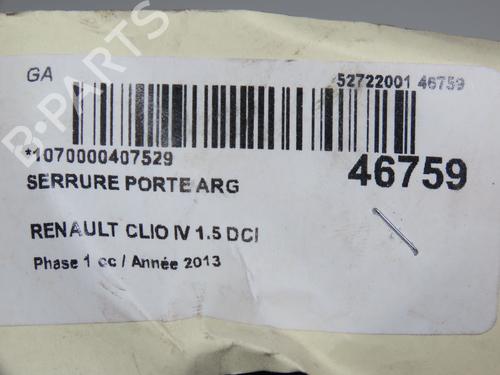 GA
52722001 46759
*1070000407529
46759
SERRURE PORTE ARG
RENAULT CLIO IV 1.5 DCI
Phase 1 cc / Année 2013
B-PARTS